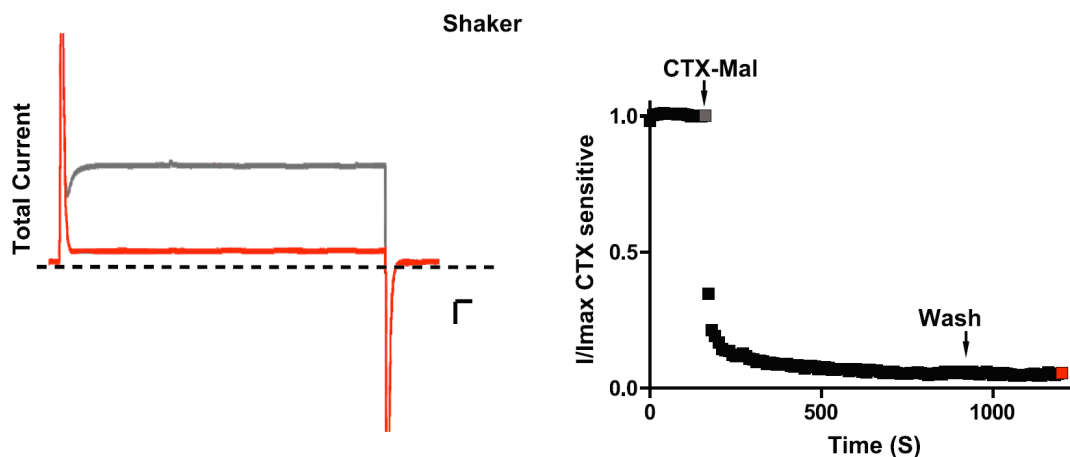 Shaker
Total Current
CTX-Mal
I/Imax CTX sensitive
1.0
0.5
Wash
0.0
0
500
1000
Time (S)